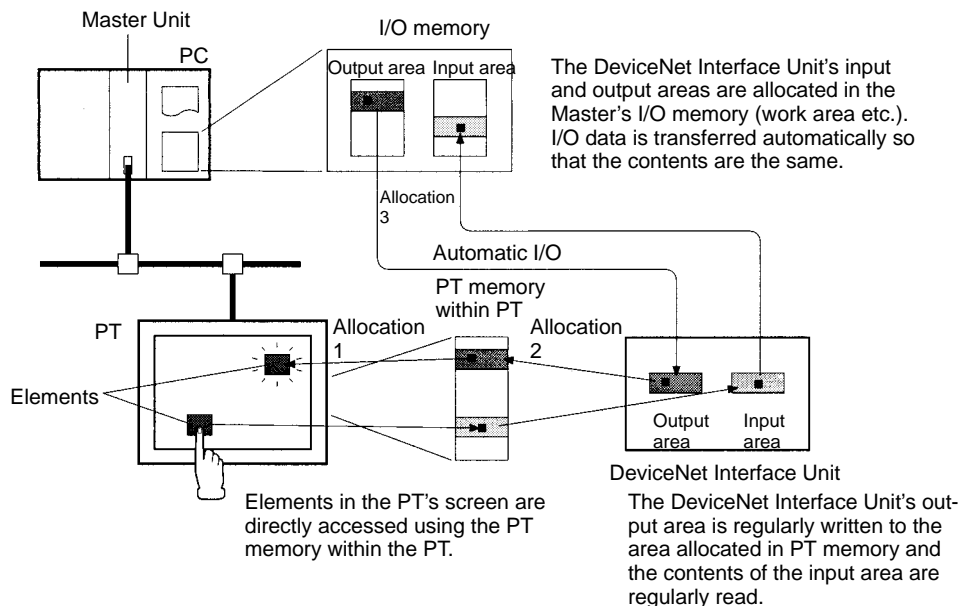 Master Unit
PC
I/O memory
Output area
Input area
The DeviceNet Interface Unit's input
and output areas are allocated in the
Master's I/O memory (work area etc.).
I/O data is transferred automatically so
that the contents are the same.
Allocation
3
Automatic I/O
PT memory
within PT
PT
Allocation
1
Allocation
2
Elements
Output
area
Input
area
DeviceNet Interface Unit
Elements in the PT's screen are
directly accessed using the PT
memory within the PT.
The DeviceNet Interface Unit's out-
put area is regularly written to the
area allocated in PT memory and
the contents of the input area are
regularly read.